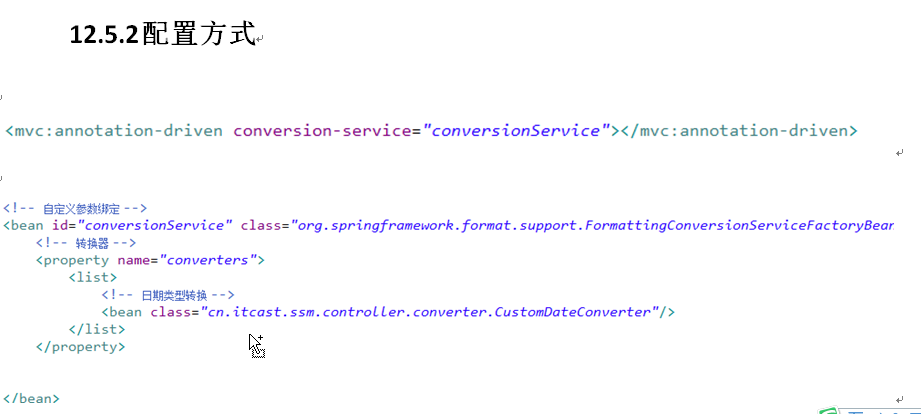 12.5.2配置方式
<mvc:annotation-driven conversion-service="conversionService"></mvc:annotation-driven>
<!-- 自定义参数绑定 -->
<bean id="conversionService" class="org.springframework.format.support.FormattingConversionServiceFactoryBean
<!-- 转换器 -->
<property name="converters">
<list>
<!-- 日期类型转换 -->
<bean class="cn.itcast.ssm.controller.converter.CustomDateConverter"/>
</list>
</property>
</bean>